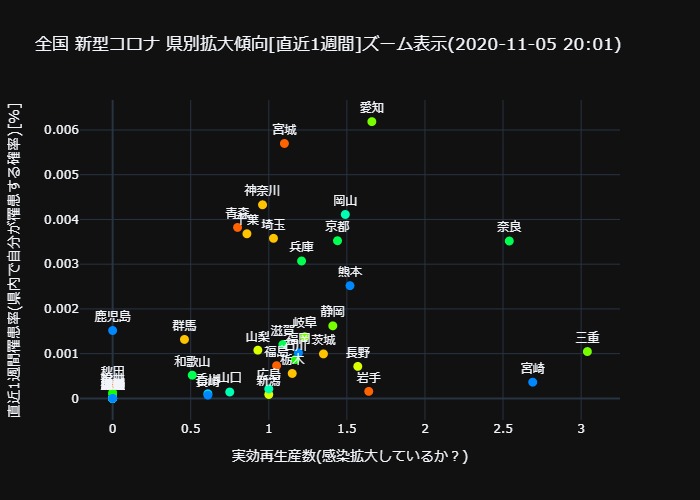 全国 新型コロナ 県別拡大傾向[直近1週間]ズーム表示(2020-11-05 20:01)
直近1週間罹患率(県内で自分が罹患する確率)[%]
0.006
0.005
0.004
0.003
0.002
0.001
0
愛知
宮城
神奈川
岡山
青森
千葉
埼玉
京都
奈良
兵庫
熊本
鹿児島
静岡
群馬
岐阜
滋賀
山梨
茨城
三重
福島
石川
長野
栃木
和歌山
秋田
広島
新潟
岩手
宮崎
山口
0
0.5
1
1.5
2
2.5
3
実効再生産数(感染拡大しているか？)